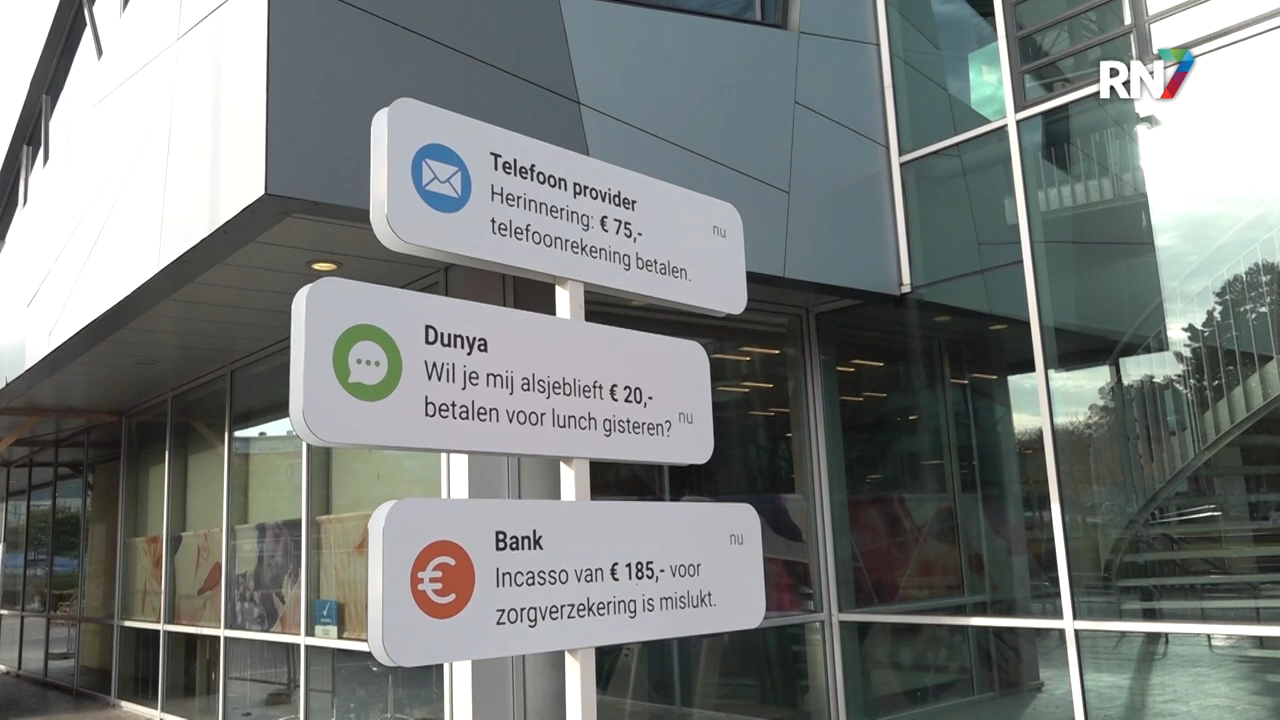 RN7
Telefoon provider
Herinnering: € 75,-
telefoonrekening betalen.
nu
Dunya
Wil je mij alsjeblieft € 20,-
betalen voor lunch gisteren?
nu
Bank
nu
Incasso van € 185,- voor
zorgverzekering is mislukt.